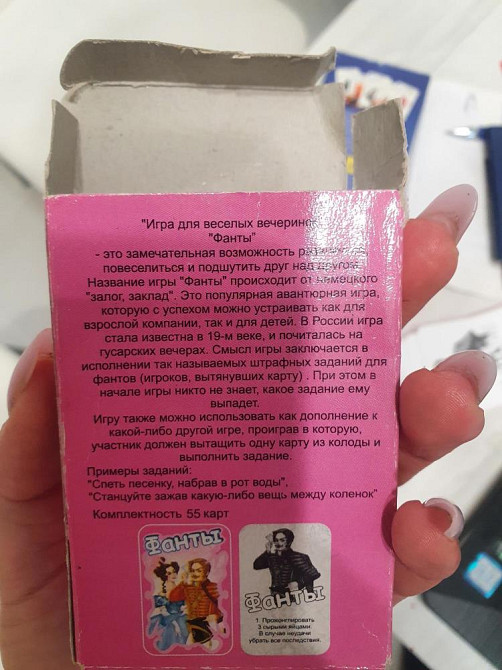 "Игра для веселых вечеринок
"Фанты"
- это замечательная возможность
повеселиться и подшутить друг над другом.
Название игры "Фанты" происходит от немецкого
"залог, заклад". Это популярная авантюрная игра,
которую с успехом можно устраивать как для
взрослой компании, так и для детей. В России игра
стала известна в 19-м веке, и почиталась на
гусарских вечерах. Смысл игры заключается в
исполнии так называемых штрафных заданий для
фантов (игроков, вытянувших карту) . При этом в
начале игры никто не знает, какое задание ему
выпадет.
Игру также можно использовать как дополнение к
какой-либо другой игре, проиграв в которую,
участник должен вытащить одну карту из колоды и
выполнить задание.
Примеры заданий:
"Спеть песенку, набрав в рот воды",
"Станцуйте зажав какую-либо вещь между коленок"
Комплектность 55 карт
Фанты
Фанты
1. Прожонглировать
3 сырыми яйцами.
В случае неудачи
убрать все последствия.